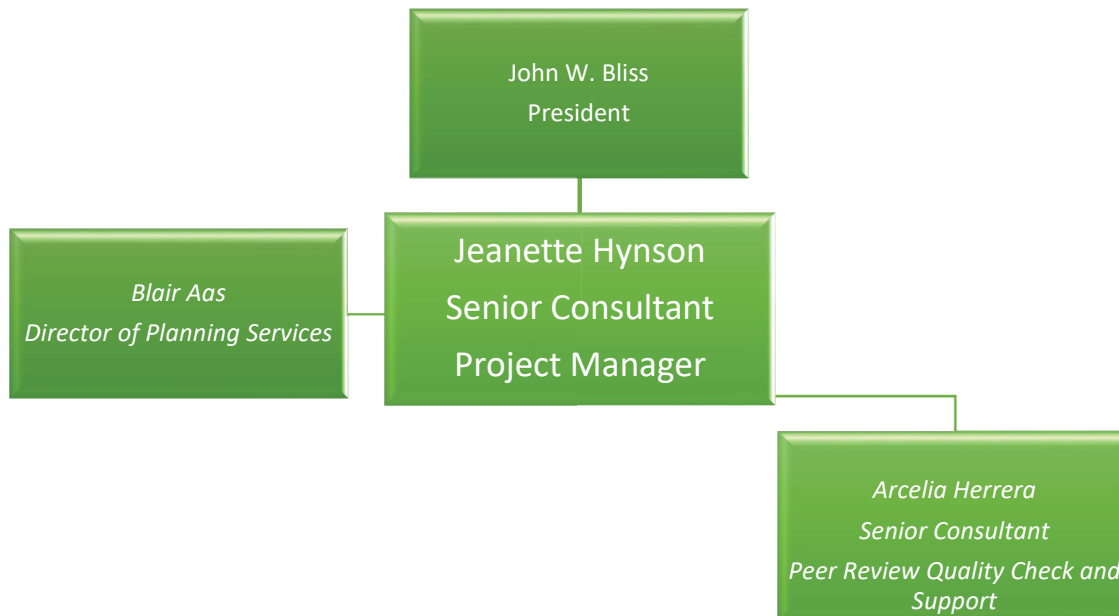 John W. Bliss
President
Jeanette Hynson
Senior Consultant
Project Manager
Blair Aas
Director of Planning Services
Arcelia Herrera
Senior Consultant
Peer Review Quality Check and
Support